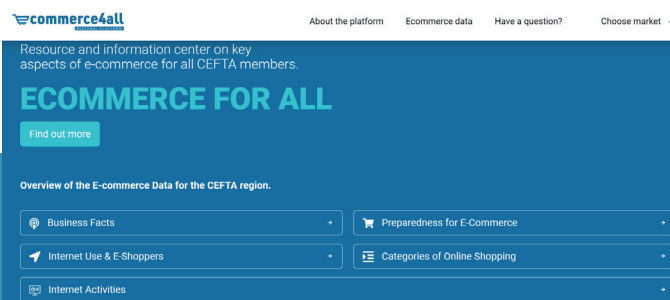 commerce4all
REGIONAL PLATFORM
About the platform
Ecommerce data
Have a question?
Choose market
Resource and information center on key
aspects of e-commerce for all CEFTA members.
ECOMMERCE FOR ALL
Find out more
Overview of the E-commerce Data for the CEFTA region.
Business Facts
Preparedness for E-Commerce
Internet Use & E-Shoppers
Categories of Online Shopping
Internet Activities